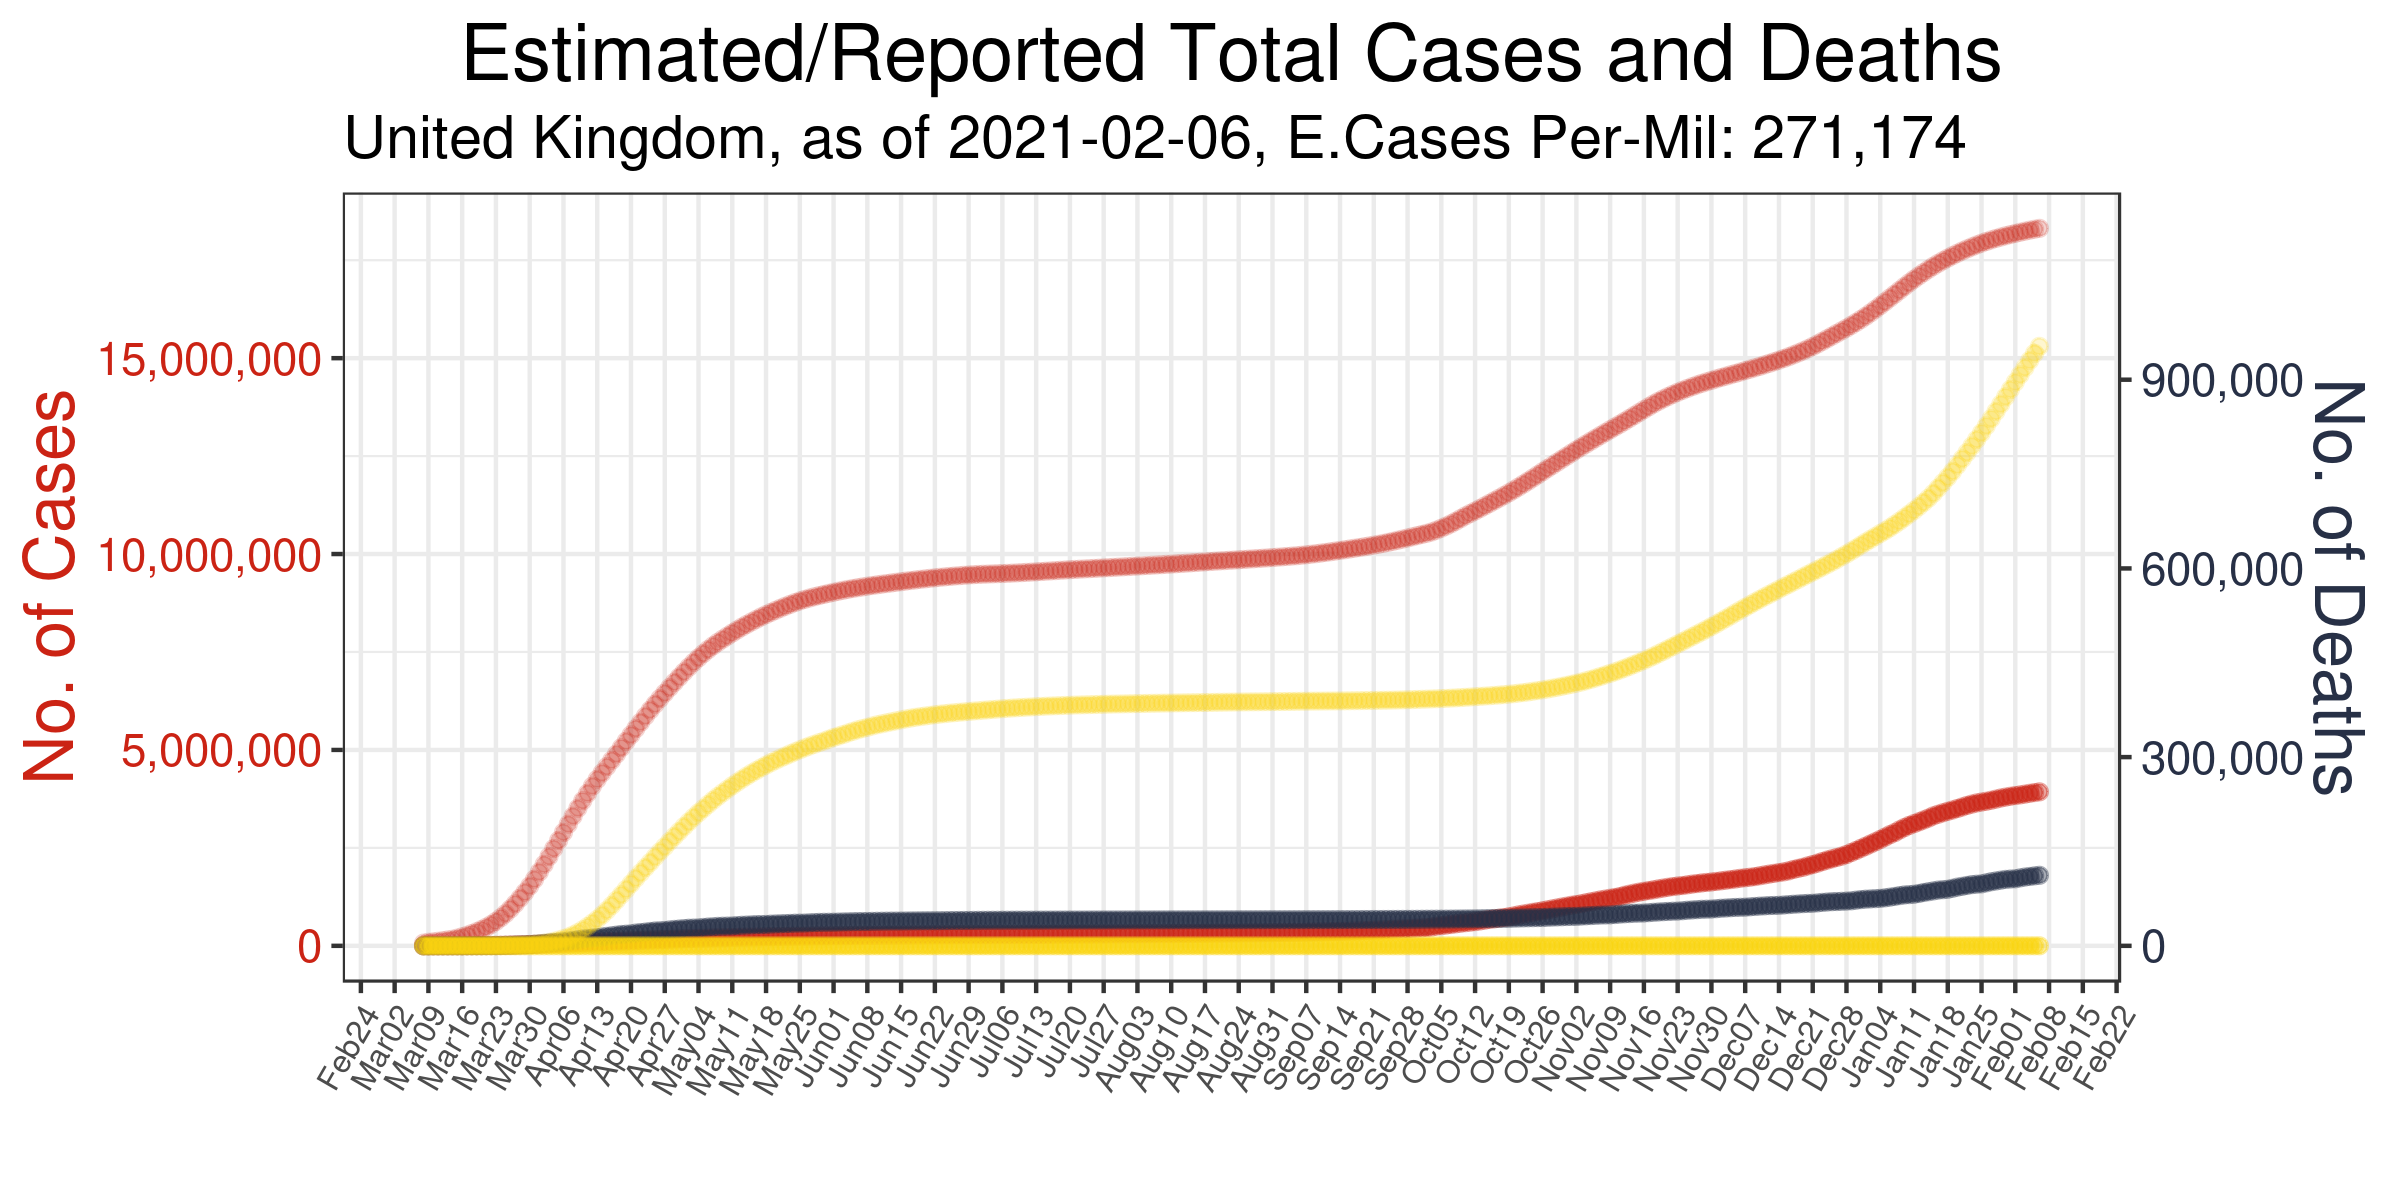 Estimated/Reported Total Cases and Deaths
United Kingdom, as of 2021-02-06, E.Cases Per-Mil: 271,174
No. of Cases
15,000,000
10,000,000
5,000,000
0
900,000
600,000
300,000
0
No. of Deaths
Feb24
Mar02
Mar09
Mar16
Mar23
Mar30
Apr06
Apr13
Apr20
Apr27
May04
May11
May18
May25
Jun01
Jun08
Jun15
Jun22
Jun29
Jul06
Jul13
Jul20
Jul27
Aug03
Aug10
Aug17
Aug24
Aug31
Sep07
Sep14
Sep21
Sep28
Oct05
Oct12
Oct19
Oct26
Nov02
Nov09
Nov16
Nov23
Nov30
Dec07
Dec14
Dec21
Dec28
Jan04
Jan11
Jan18
Jan25
Feb01
Feb08
Feb15
Feb22